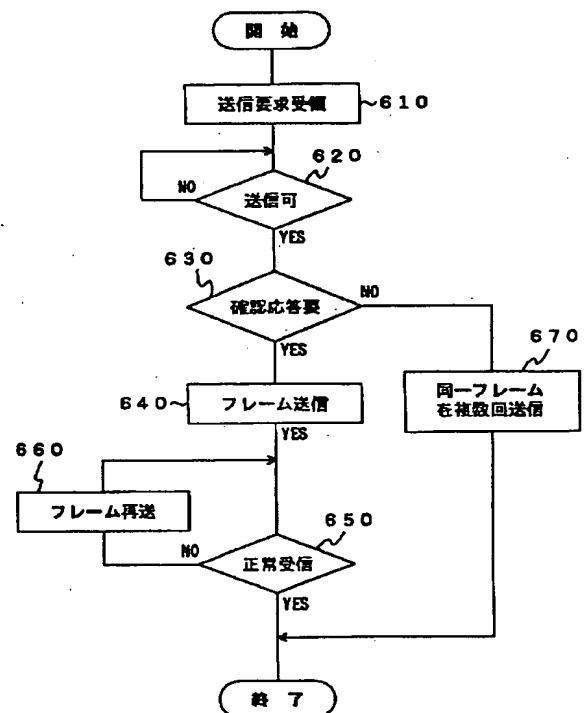 開 始
送信要求受領
610
620
送信可
NO
YES
630
確認応答要
NO
YES
670
同一フレーム
を複数回送信
640
フレーム送信
YES
660
フレーム再送
650
正常受信
NO
YES
終 了